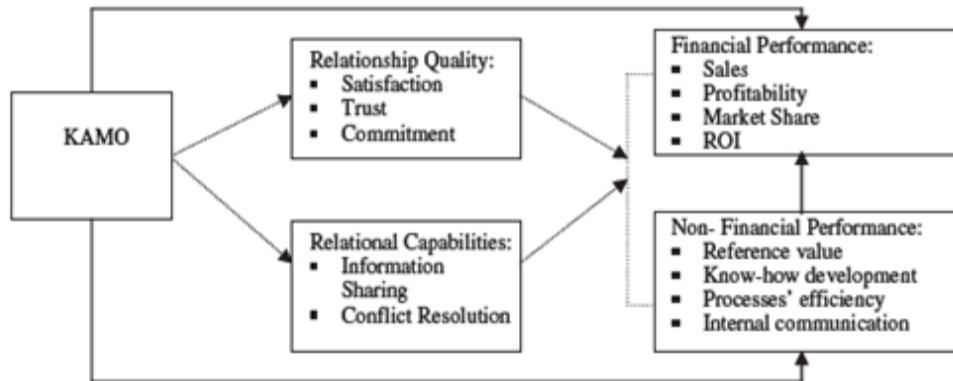 KAMO
Relationship Quality:
▪ Satisfaction
▪ Trust
▪ Commitment
Relational Capabilities:
▪ Information
Sharing
▪ Conflict Resolution
Financial Performance:
▪ Sales
▪ Profitability
▪ Market Share
▪ ROI
Non- Financial Performance:
▪ Reference value
▪ Know-how development
▪ Processes' efficiency
▪ Internal communication